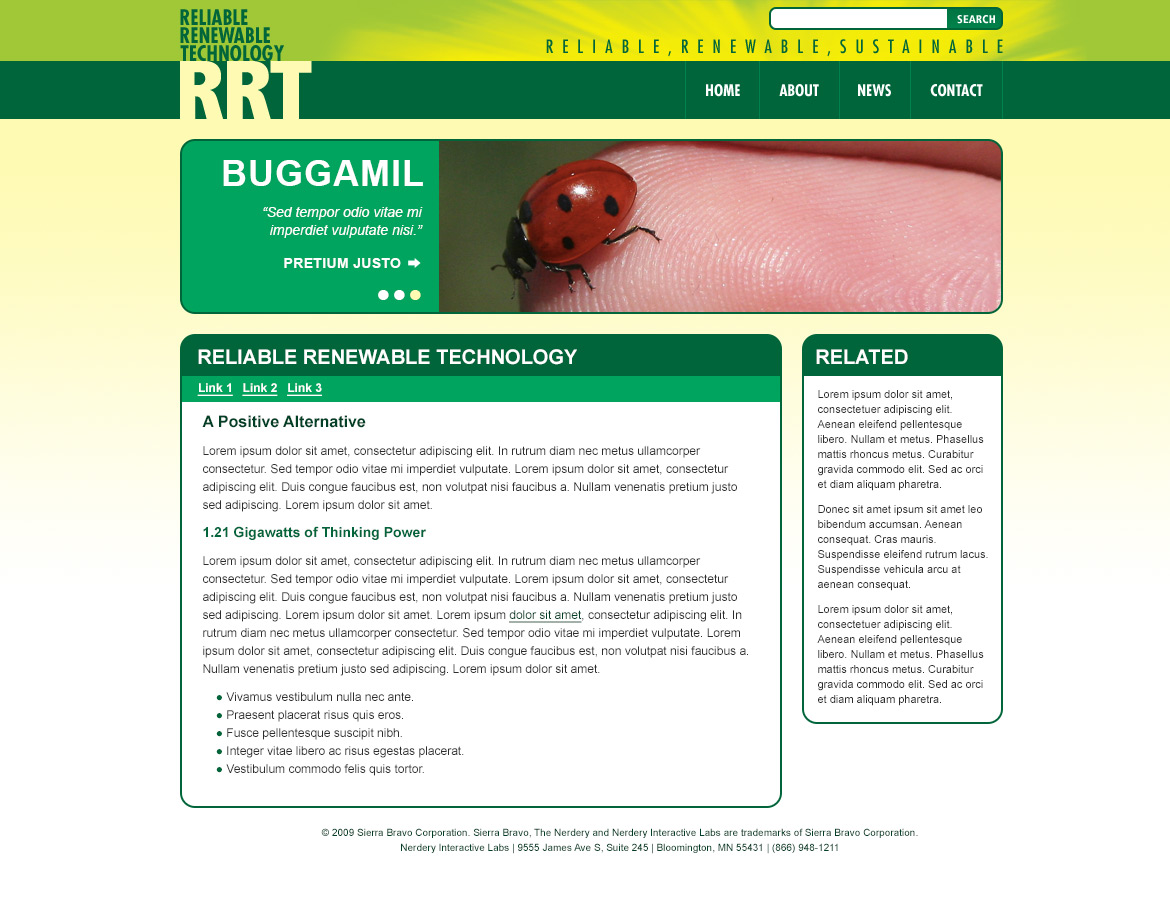 RELIABLE
RENEWABLE
TECHNOLOGY
RRT
SEARCH
RELIABLE, RENEWABLE, SUSTAINABLE
HOME ABOUT NEWS CONTACT
BUGGAMIL
“Sed tempor odio vitae mi
imperdiet vulputate nisi.”
PRETIUM JUSTO
RELIABLE RENEWABLE TECHNOLOGY
Link 1 Link 2 Link 3
A Positive Alternative
Lorem ipsum dolor sit amet, consectetur adipiscing elit. In rutrum diam nec metus ullamcorper
consectetur. Sed tempor odio vitae mi imperdiet vulputate. Lorem ipsum dolor sit amet, consectetur
adipiscing elit. Duis congue faucibus est, non volutpat nisi faucibus a. Nullam venenatis pretium justo
sed adipiscing. Lorem ipsum dolor sit amet.
1.21 Gigawatts of Thinking Power
Lorem ipsum dolor sit amet, consectetur adipiscing elit. In rutrum diam nec metus ullamcorper
consectetur. Sed tempor odio vitae mi imperdiet vulputate. Lorem ipsum dolor sit amet, consectetur
adipiscing elit. Duis congue faucibus est, non volutpat nisi faucibus a. Nullam venenatis pretium justo
sed adipiscing. Lorem ipsum dolor sit amet. Lorem ipsum dolor sit amet, consectetur adipiscing elit. In
rutrum diam nec metus ullamcorper consectetur. Sed tempor odio vitae mi imperdiet vulputate. Lorem
ipsum dolor sit amet, consectetur adipiscing elit. Duis congue faucibus est, non volutpat nisi faucibus a.
Nullam venenatis pretium justo sed adipiscing. Lorem ipsum dolor sit amet.
Vivamus vestibulum nulla nec ante.
Praesent placerat risus quis eros.
Fusce pellentesque suscipit nibh.
Integer vitae libero ac risus egestas placerat.
Vestibulum commodo felis quis tortor.
RELATED
Lorem ipsum dolor sit amet,
consectetuer adipiscing elit.
Aenean eleifend pellentesque
libero. Nullam et metus. Phasellus
mattis rhoncus metus. Curabitur
gravida commodo elit. Sed ac orci
et diam aliquam pharetra.
Donec sit amet ipsum sit amet leo
bibendum accumsan. Aenean
consequat. Cras mauris.
Suspendisse eleifend rutrum lacus.
Suspendisse vehicula arcu at
aenean consequat.
Lorem ipsum dolor sit amet,
consectetuer adipiscing elit.
Aenean eleifend pellentesque
libero. Nullam et metus. Phasellus
mattis rhoncus metus. Curabitur
gravida commodo elit. Sed ac orci
et diam aliquam pharetra.
© 2009 Sierra Bravo Corporation. Sierra Bravo, The Nerdery and Nerdery Interactive Labs are trademarks of Sierra Bravo Corporation.
Nerdery Interactive Labs | 9555 James Ave S, Suite 245 | Bloomington, MN 55431 | (866) 948-1211